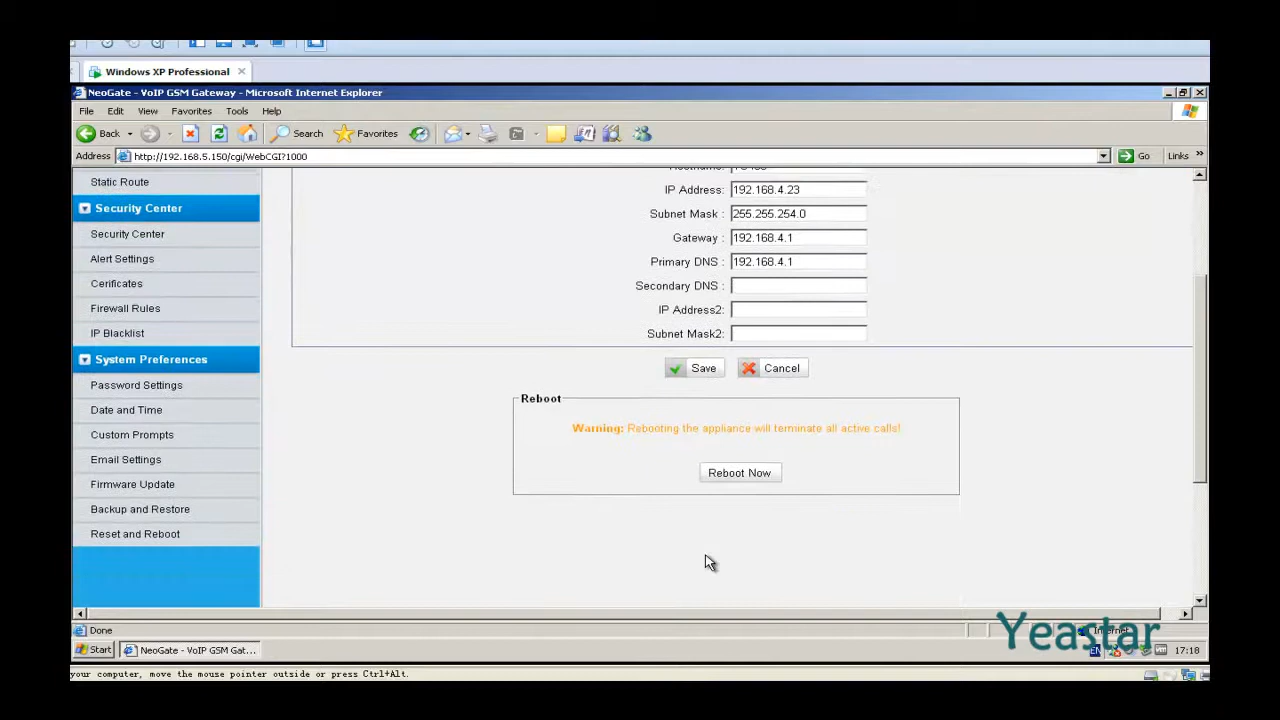 Windows XP Professional
NeoGate - VoIP GSM Gateway - Microsoft Internet Explorer
File Edit View Favorites Tools Help
Back Search Favorites
Address http://192.168.5.150/cgi/WebCGI?1000 Go Links »
Static Route
IP Address: 192.168.4.23
Security Center
Subnet Mask : 255.255.254.0
Security Center
Gateway : 192.168.4.1
Alert Settings
Primary DNS : 192.168.4.1
Cerificates
Secondary DNS :
Firewall Rules
IP Address2:
IP Blacklist
Subnet Mask2:
System Preferences
Save Cancel
Password Settings
Reboot
Date and Time
Warning: Rebooting the appliance will terminate all active calls!
Custom Prompts
Email Settings
Reboot Now
Firmware Update
Backup and Restore
Reset and Reboot
Done Internet
Yeastar
Start NeoGate - VoIP GSM Gat... EN 17:18
your computer, move the mouse pointer outside or press Ctrl+Alt.